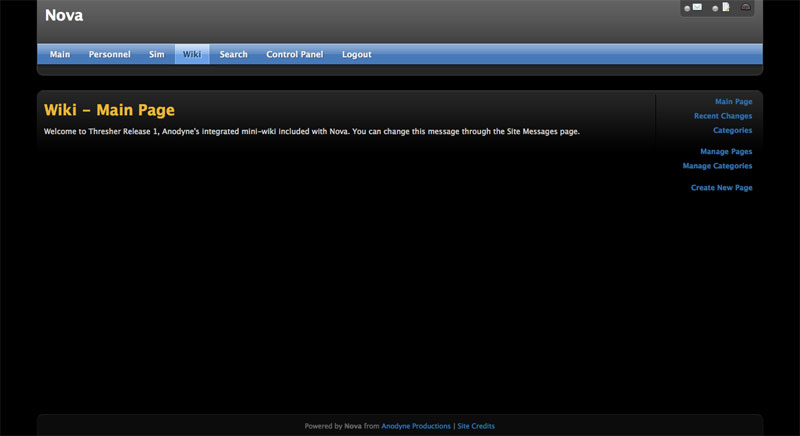 Nova
Main Personnel Sim Wiki Search Control Panel Logout
Wiki - Main Page
Welcome to Thresher Release 1, Anodyne's integrated mini-wiki included with Nova. You can change this message through the Site Messages page.
Main Page
Recent Changes
Categories
Manage Pages
Manage Categories
Create New Page
Powered by Nova from Anodyne Productions | Site Credits